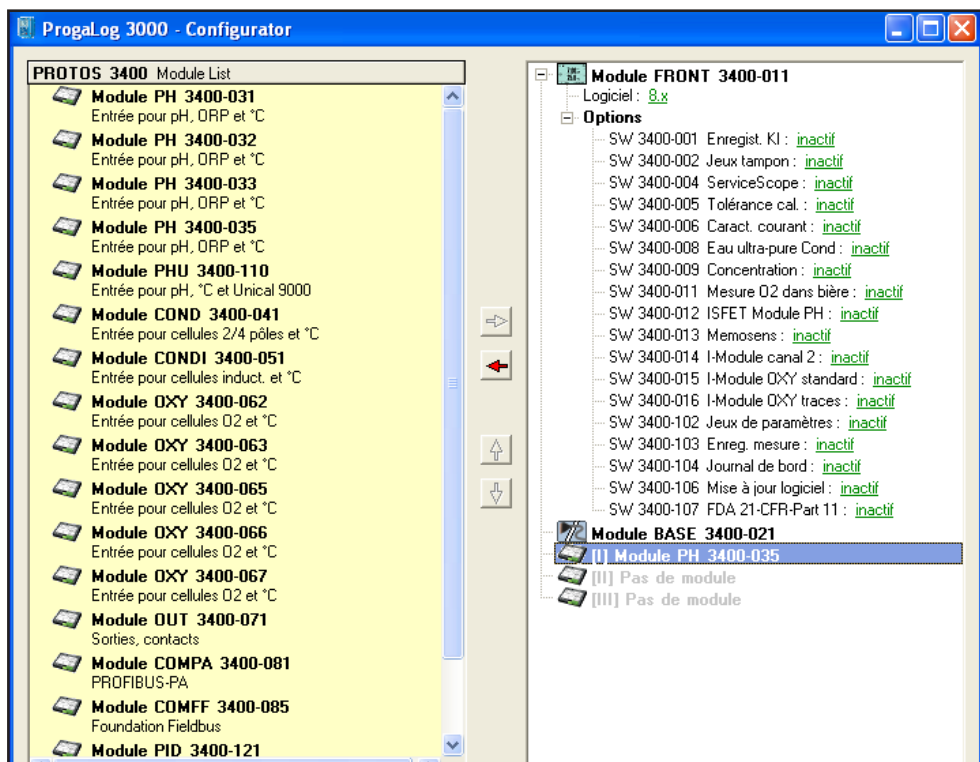 ProgaLog 3000 - Configurator
PROTOS 3400 Module List
Module PH 3400-031
Entrée pour pH, ORP et °C
Module PH 3400-032
Entrée pour pH, ORP et °C
Module PH 3400-033
Entrée pour pH, ORP et °C
Module PH 3400-035
Entrée pour pH, ORP et °C
Module PHU 3400-110
Entrée pour pH, °C et Unical 9000
Module COND 3400-041
Entrée pour cellules 2/4 pôles et °C
Module CONDI 3400-051
Entrée pour cellules induct. et °C
Module OXY 3400-062
Entrée pour cellules O2 et °C
Module OXY 3400-063
Entrée pour cellules O2 et °C
Module OXY 3400-065
Entrée pour cellules O2 et °C
Module OXY 3400-066
Entrée pour cellules O2 et °C
Module OXY 3400-067
Entrée pour cellules O2 et °C
Module OUT 3400-071
Sorties, contacts
Module COMPA 3400-081
PROFIBUS-PA
Module COMFF 3400-085
Foundation Fieldbus
Module PID 3400-121
Module FRONT 3400-011
Logiciel : 8.x
Options
SW 3400-001 Enregist. KI : inactif
SW 3400-002 Jeux tampon : inactif
SW 3400-004 ServiceScope : inactif
SW 3400-005 Tolérance cal. : inactif
SW 3400-006 Caract. courant : inactif
SW 3400-008 Eau ultra-pure Cond : inactif
SW 3400-009 Concentration : inactif
SW 3400-011 Mesure O2 dans bière : inactif
SW 3400-012 ISFET Module PH : inactif
SW 3400-013 Memosens : inactif
SW 3400-014 I-Module canal 2 : inactif
SW 3400-015 I-Module OXY standard : inactif
SW 3400-016 I-Module OXY traces : inactif
SW 3400-102 Jeux de paramètres : inactif
SW 3400-103 Enreg. mesure : inactif
SW 3400-104 Journal de bord : inactif
SW 3400-106 Mise à jour logiciel : inactif
SW 3400-107 FDA 21-CFR-Part 11 : inactif
Module BASE 3400-021
[I] Module PH 3400-035
[II] Pas de module
[III] Pas de module